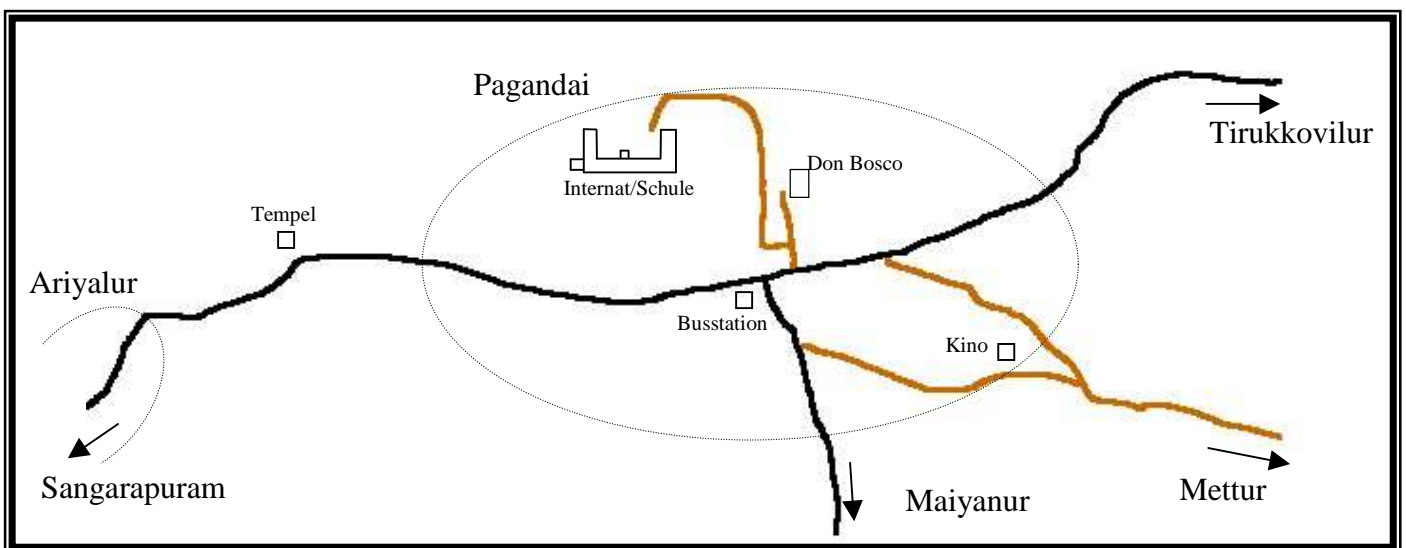 Pagandai
Tirukkovilur
Don Bosco
Internat/Schule
Tempel
Ariyalur
Busstation
Kino
Sangarapuram
Maiyanur
Mettur